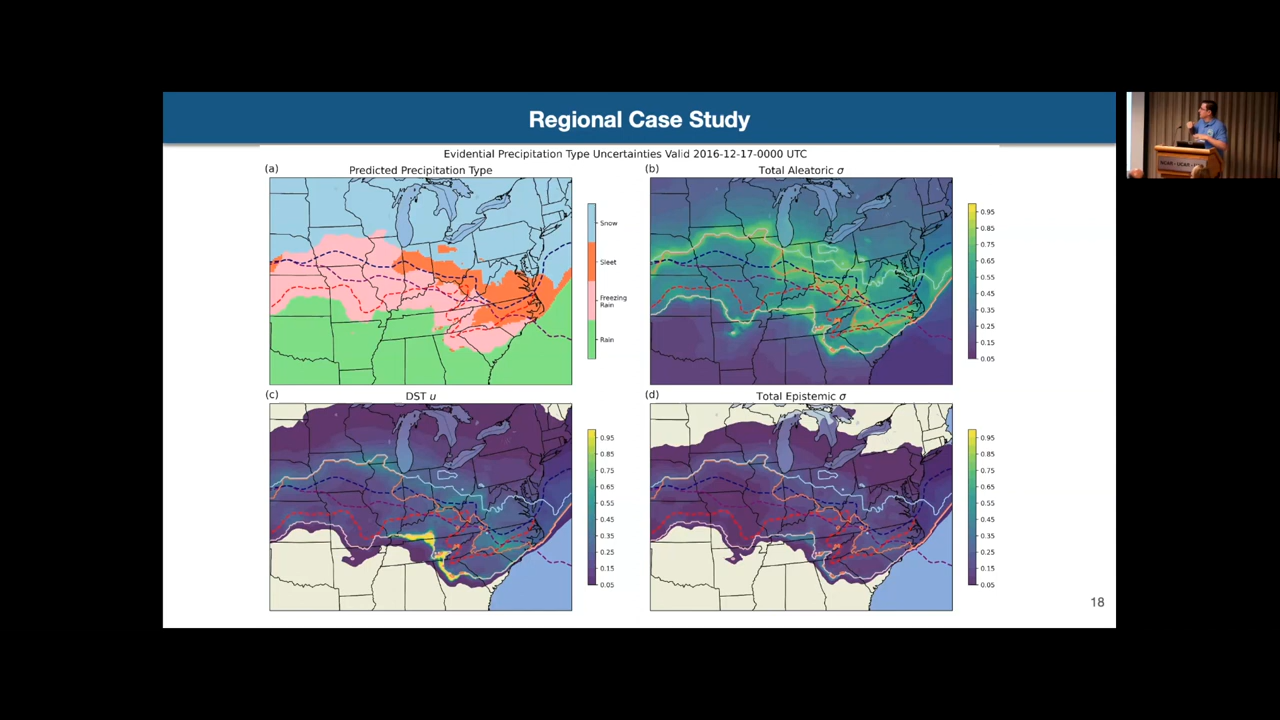 Regional Case Study
Evidential Precipitation Type Uncertainties Valid 2016-12-17-0000 UTC
(a)
Predicted Precipitation Type
Snow
Sleet
Freezing
Rain
Rain
(b)
Total Aleatoric σ
0.95
0.85
0.75
0.65
0.55
0.45
0.35
0.25
0.15
0.05
(c)
DST u
0.95
0.85
0.75
0.65
0.55
0.45
0.35
0.25
0.15
0.05
(d)
Total Epistemic σ
0.95
0.85
0.75
0.65
0.55
0.45
0.35
0.25
0.15
0.05
18